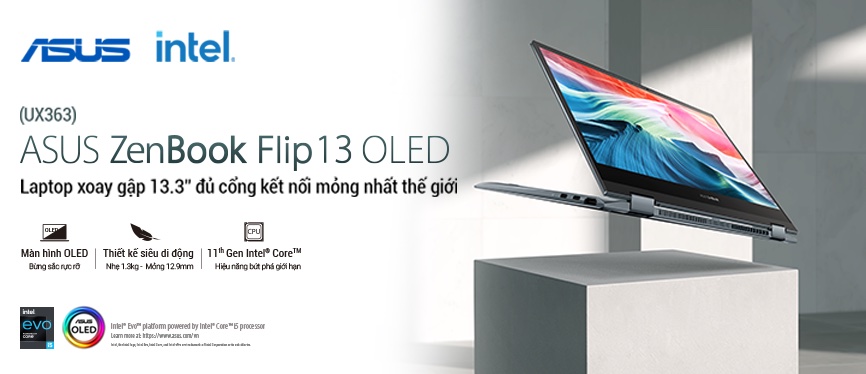 ASUS intel.
(UX363)
ASUS ZenBook Flip 13 OLED
Laptop xoay gập 13.3" đủ cổng kết nối mỏng nhất thế giới
OLED
CPU
Màn hình OLED
Bừng sắc rực rỡ
Thiết kế siêu di động
Nhẹ 1.3kg - Mỏng 12.9mm
11th Gen Intel® Core™
Hiệu năng bứt phá giới hạn
intel
evo
CORE
i5
ASUS
OLED
Intel® Evo™ platform powered by Intel® Core™ i5 processor
Learn more at: https://www.asus.com/vn